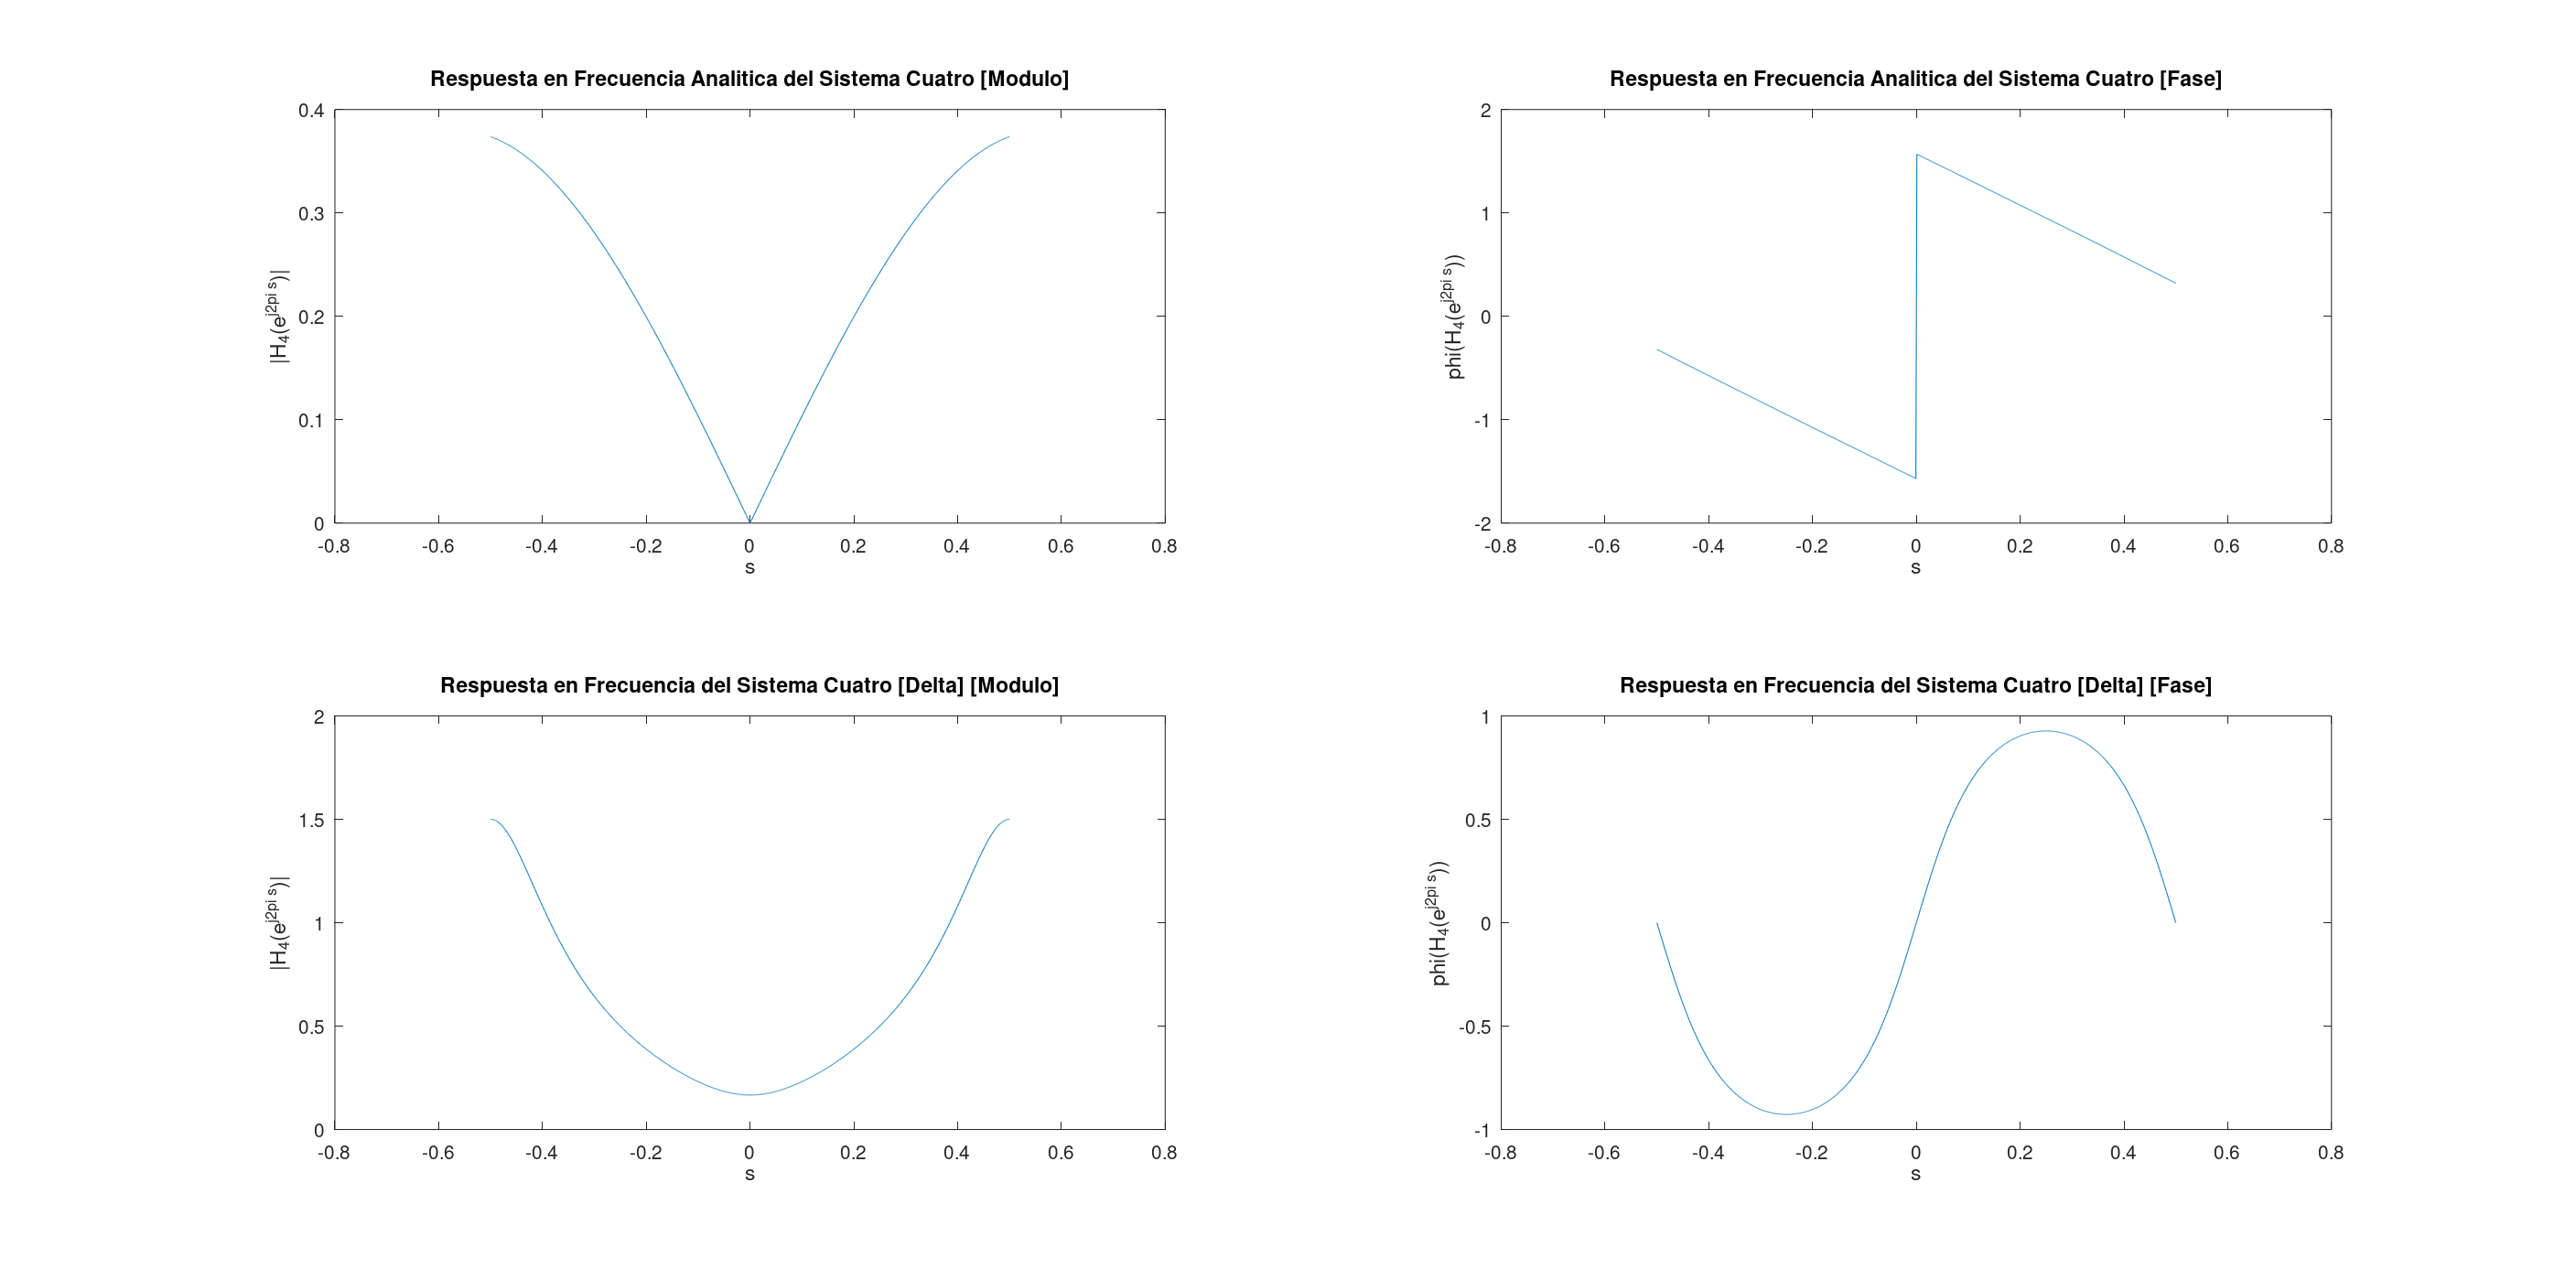 Respuesta en Frecuencia Analitica del Sistema Cuatro [Modulo]
0.4
0.3
0.2
0.1
0
|H4(e^j2pi s)|
-0.8 -0.6 -0.4 -0.2 0 0.2 0.4 0.6 0.8
s
Respuesta en Frecuencia Analitica del Sistema Cuatro [Fase]
2
1
0
-1
-2
phi(H4(e^j2pi s))
-0.8 -0.6 -0.4 -0.2 0 0.2 0.4 0.6 0.8
s
Respuesta en Frecuencia del Sistema Cuatro [Delta] [Modulo]
2
1.5
1
0.5
0
|H4(e^j2pi s)|
-0.8 -0.6 -0.4 -0.2 0 0.2 0.4 0.6 0.8
s
Respuesta en Frecuencia del Sistema Cuatro [Delta] [Fase]
1
0.5
0
-0.5
-1
phi(H4(e^j2pi s))
-0.8 -0.6 -0.4 -0.2 0 0.2 0.4 0.6 0.8
s